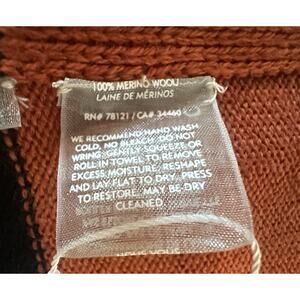 100% MERINO WOOL
LAINE DE MÉRINOS
RN# 78121 / CA# 34460
WE RECOMMEND HAND WASH
COLD, NO BLEACH. DO NOT
WRING. GENTLY SQUEEZE OR
ROLL IN TOWEL TO REMOVE
EXCESS MOISTURE. RESHAPE
AND LAY FLAT TO DRY. PRESS
TO RESTORE. MAY BE DRY
CLEANED.
NOUS VOUS